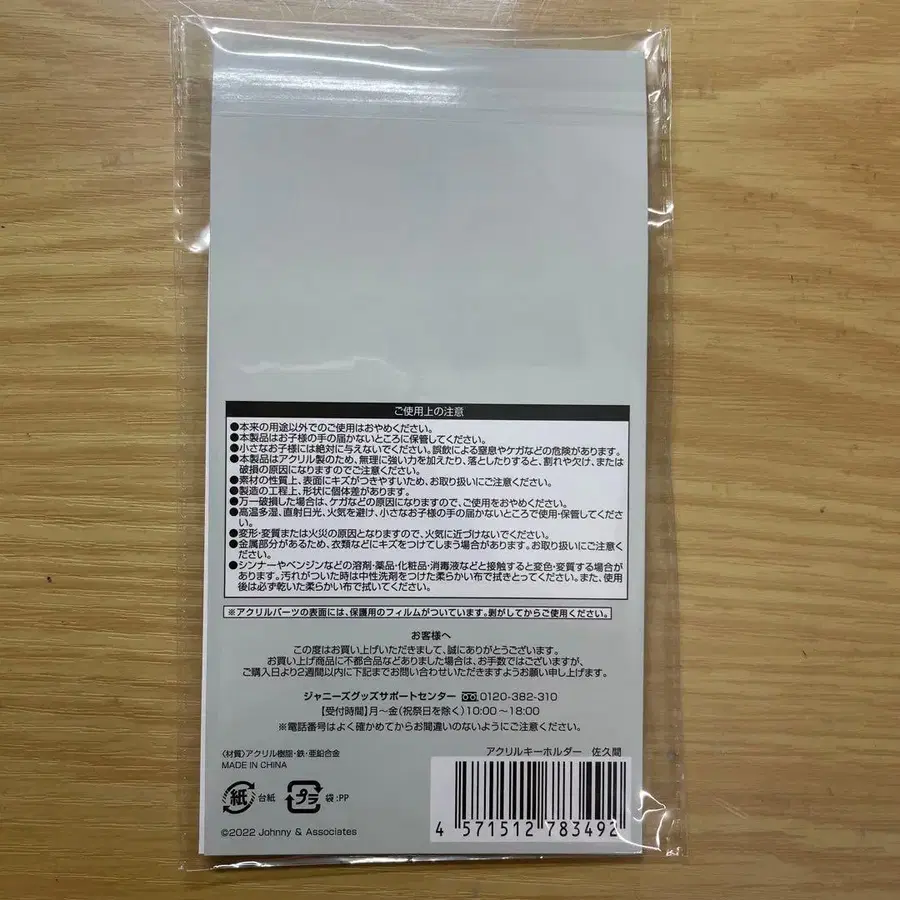 ご使用上の注意
●本来の用途以外でのご使用はおやめください。
●本製品はお子様の手の届かないところに保管してください。
●小さなお子様には絶対に与えないでください。誤飲による窒息やケガなどの危険があります。
●本製品はアクリル製のため、無理に強い力を加えたり、落としたりすると、割れや欠け、または
破損の原因になりますのでご注意ください。
●素材の性質上、表面にキズがつきやすいため、お取り扱いにご注意ください。
●製造の工程上、形状に個体差があります。
●万一破損した場合は、ケガなどの原因になりますので、ご使用をおやめください。
●高温多湿、直射日光、火気を避け、小さなお子様の手の届かないところで使用・保管してくださ
い。
●変形・変質または火災の原因となりますので、火気に近づけないでください。
●金属部分があるため、衣類などにキズをつけてしまう場合があります。お取り扱いにご注意く
ださい。
●シンナーやベンジンなどの溶剤・薬品・化粧品・消毒液などと接触すると変色・変質する場合が
あります。汚れがついた時は中性洗剤をつけた柔らかい布で拭きとってください。また、使用
後は必ず乾いた柔らかい布で拭いてください。
※アクリルパーツの表面には、保護用のフィルムがついています。剥がしてからご使用ください。
お客様へ
この度はお買い上げいただきまして、誠にありがとうございます。
お買い上げ商品に不都合品などありました場合は、お手数ではございますが、
ご購入日より2週間以内に下記までお問い合わせいただきますようお願い申し上げます。
ジャニーズグッズサポートセンター 0120-382-310
【受付時間】月〜金(祝祭日を除く)10:00〜18:00
※電話番号はよく確かめてからお間違いのないようにご注意ください。
〈材質〉アクリル樹脂・鉄・亜鉛合金
MADE IN CHINA
アクリルキーホルダー 佐久間
紙 台紙 プラ 袋:PP
4 571512 783492
©2022 Johnny & Associates